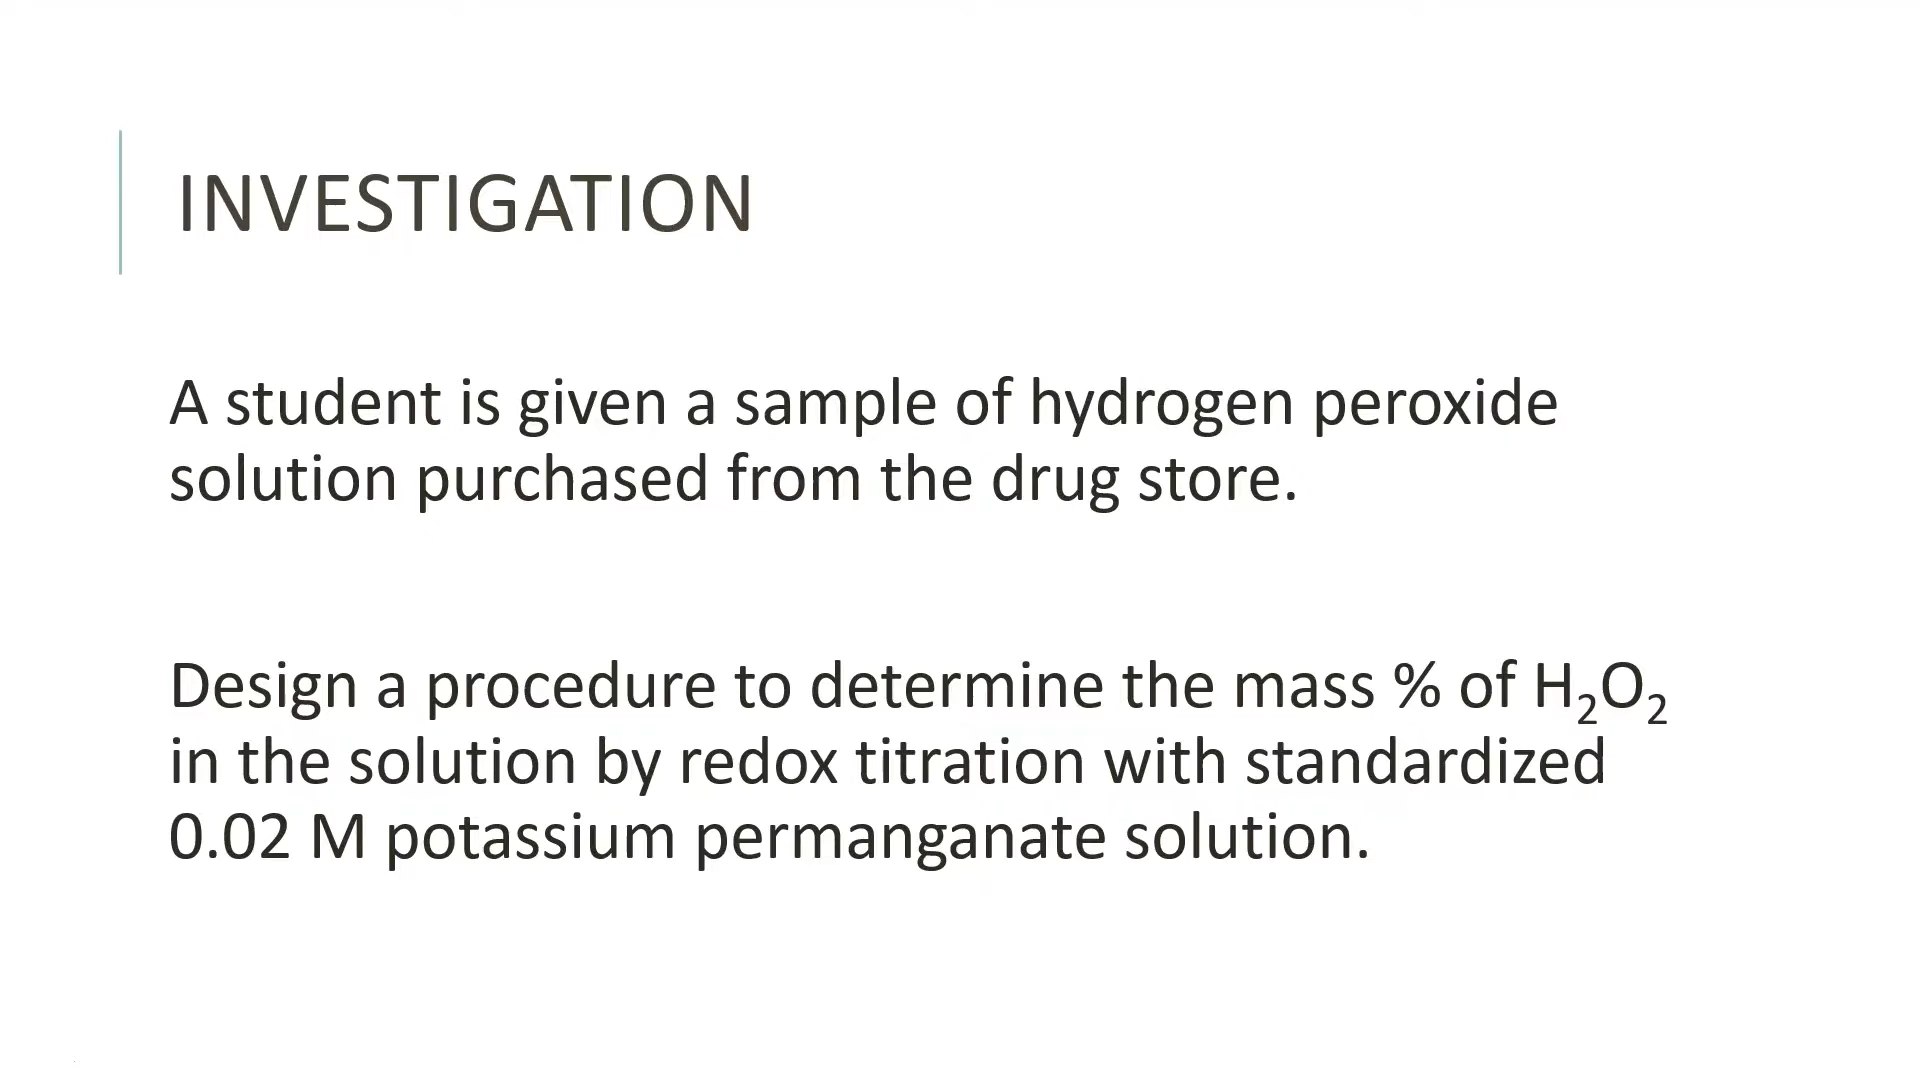 INVESTIGATION
A student is given a sample of hydrogen peroxide
solution purchased from the drug store.
Design a procedure to determine the mass % of H₂O₂
in the solution by redox titration with standardized
0.02 M potassium permanganate solution.